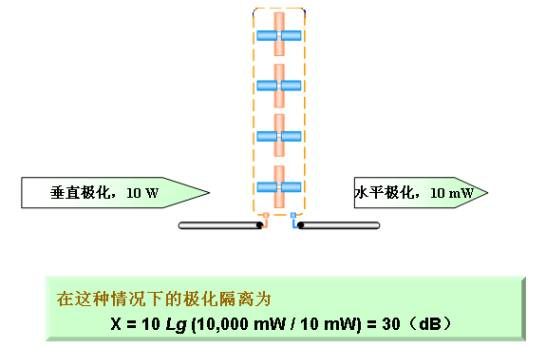 垂直极化，10 W
水平极化，10 mW
在这种情况下的极化隔离为
X = 10 Lg (10,000 mW / 10 mW) = 30（dB）